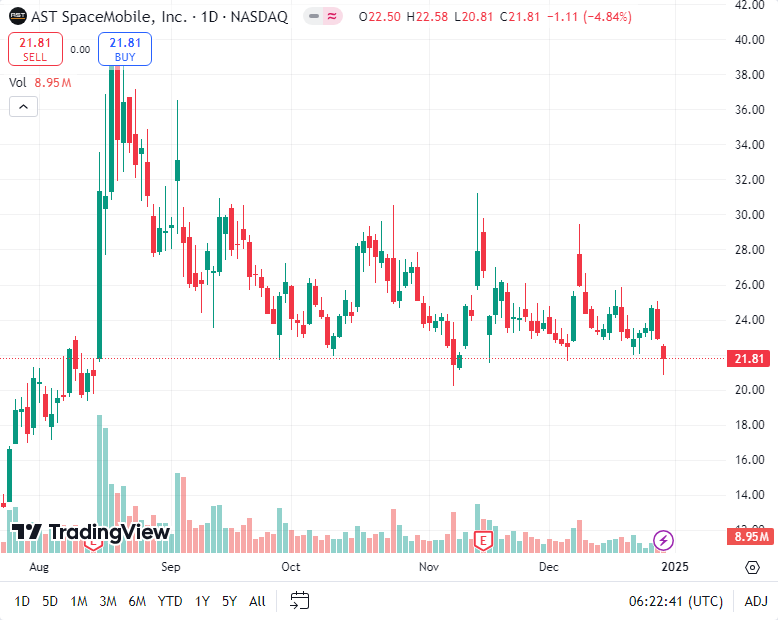 42.00
AST AST SpaceMobile, Inc. · 1D · NASDAQ O22.50 H22.58 L20.81 C21.81 −1.11 (−4.84%)
40.00
21.81 SELL 0.00 21.81 BUY
38.00
Vol 8.95M
36.00
34.00
32.00
30.00
28.00
26.00
24.00
21.81
20.00
18.00
16.00
14.00
TradingView
E E
8.95M
Aug Sep Oct Nov Dec 2025
1D 5D 1M 3M 6M YTD 1Y 5Y All 06:22:41 (UTC) ADJ